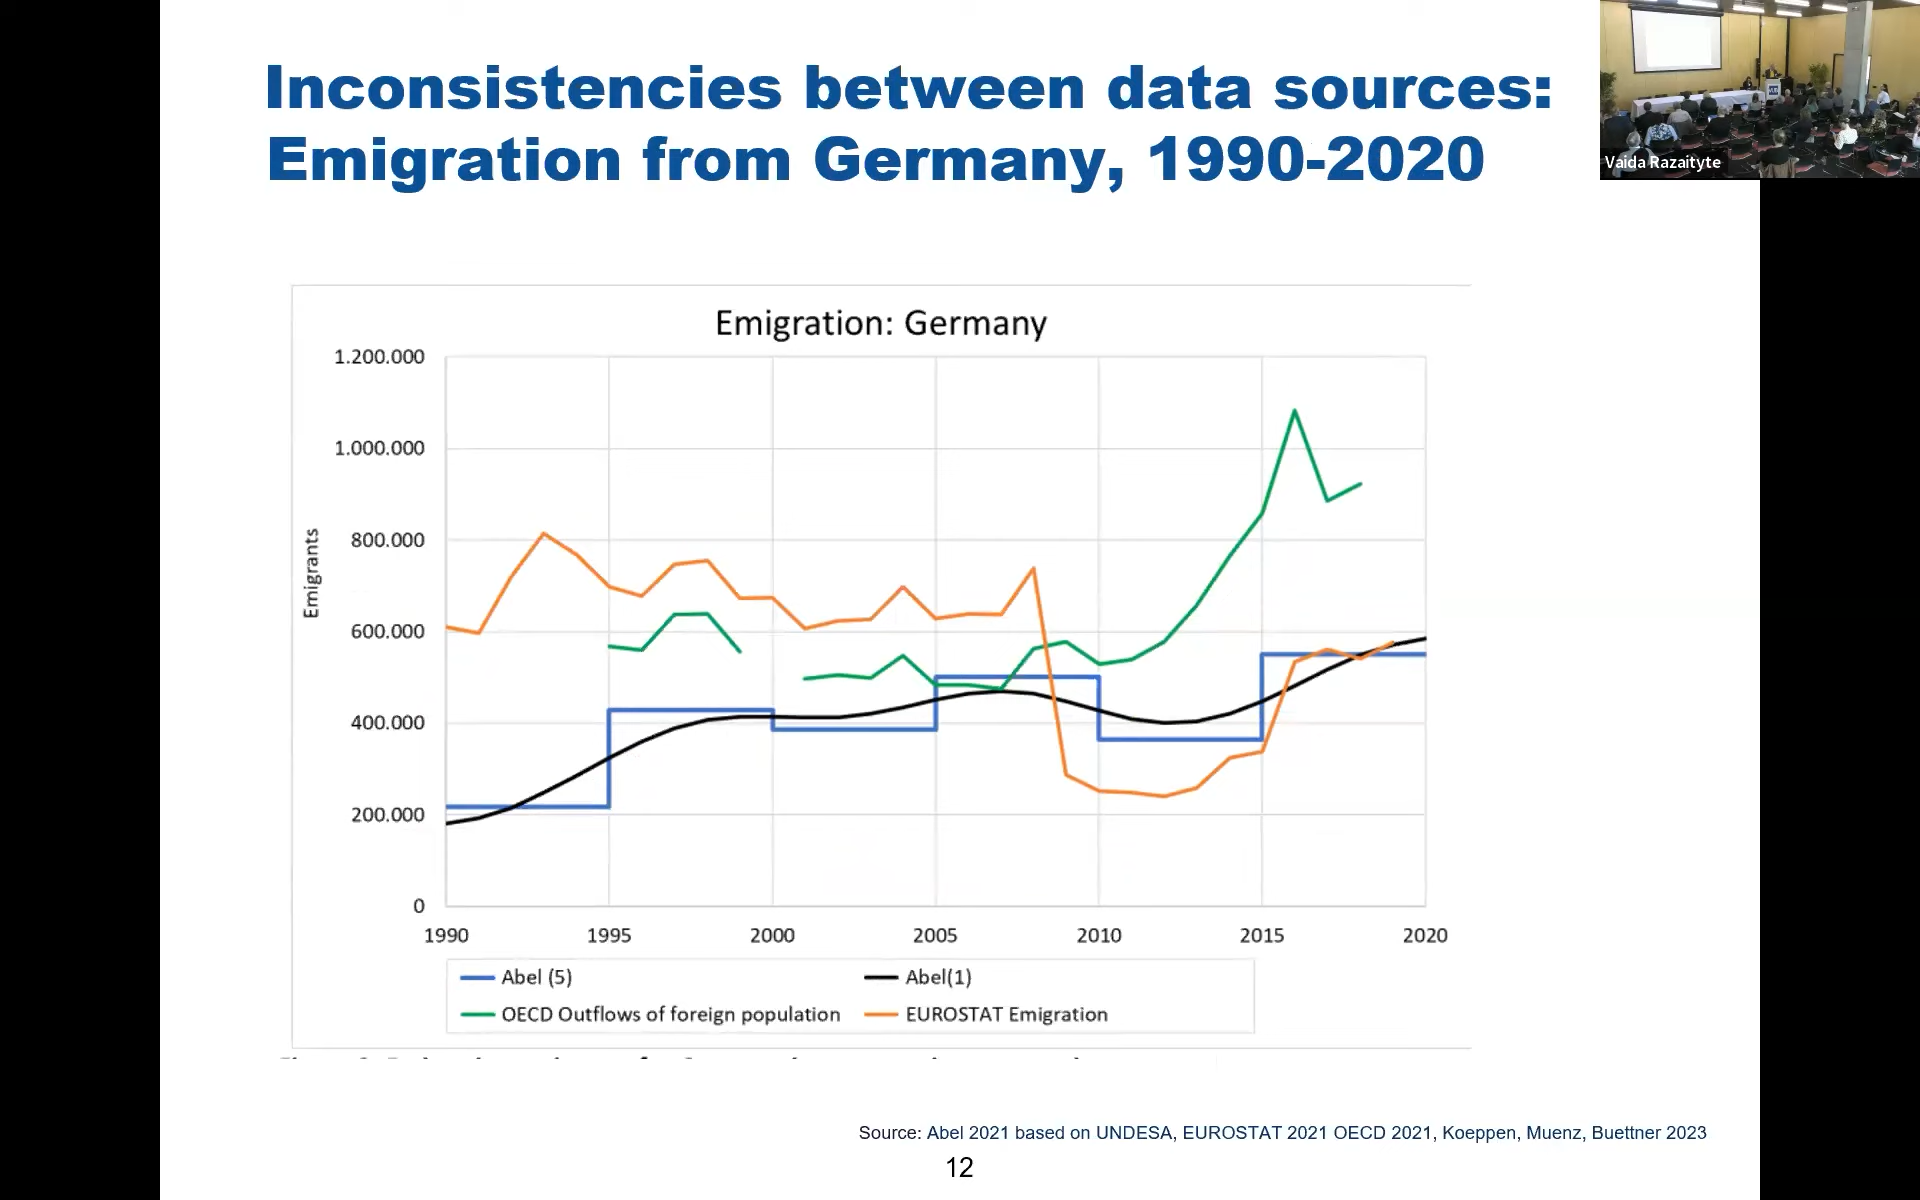 Inconsistencies between data sources:
Emigration from Germany, 1990-2020
Vaida Razaityte
Emigration: Germany
1.200.000
1.000.000
800.000
600.000
400.000
200.000
0
Emigrants
1990 1995 2000 2005 2010 2015 2020
Abel (5) Abel(1)
OECD Outflows of foreign population EUROSTAT Emigration
Source: Abel 2021 based on UNDESA, EUROSTAT 2021 OECD 2021, Koeppen, Muenz, Buettner 2023
12